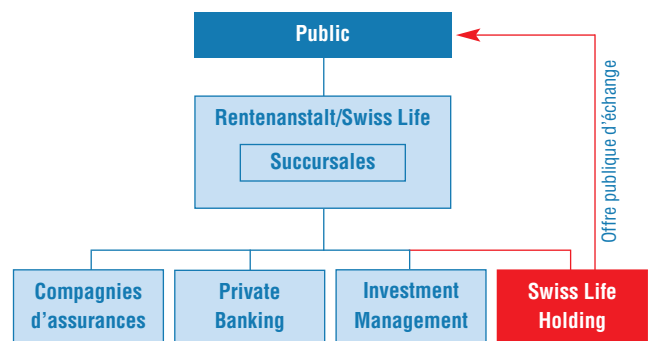 Public
Rentenanstalt/Swiss Life
Succursales
Offre publique d'échange
Compagnies
d'assurances
Private
Banking
Investment
Management
Swiss Life
Holding